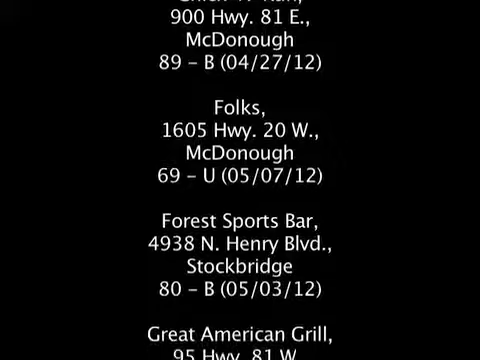 900 Hwy. 81 E.,
McDonough
89 – B (04/27/12)
Folks,
1605 Hwy. 20 W.,
McDonough
69 – U (05/07/12)
Forest Sports Bar,
4938 N. Henry Blvd.,
Stockbridge
80 – B (05/03/12)
Great American Grill,
95 Hwy. 81 W.